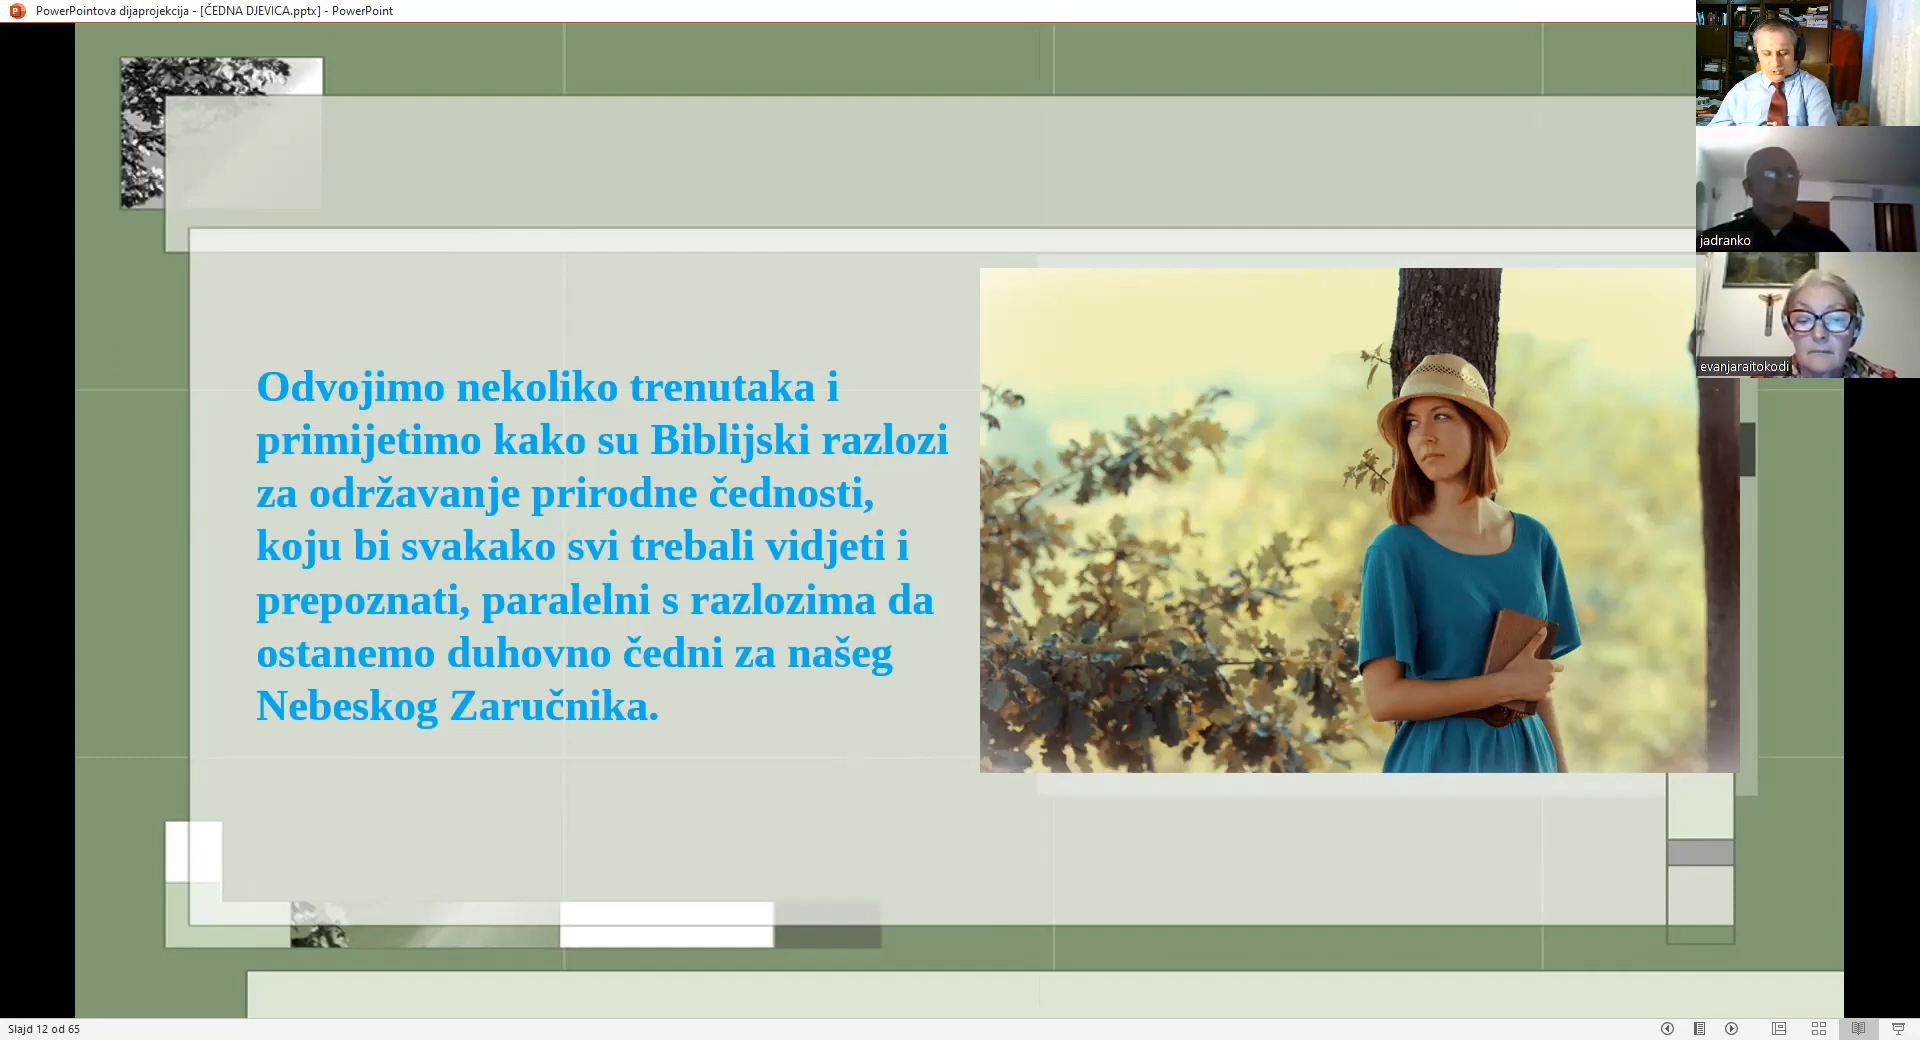 PowerPointova dijaprojekcija - [ČEDNA DJEVICA.pptx] - PowerPoint
Odvojimo nekoliko trenutaka i
primijetimo kako su Biblijski razlozi
za održavanje prirodne čednosti,
koju bi svakako svi trebali vidjeti i
prepoznati, paralelni s razlozima da
ostanemo duhovno čedni za našeg
Nebeskog Zaručnika.
jadranko
evanjaraitokodi
Slajd 12 od 65